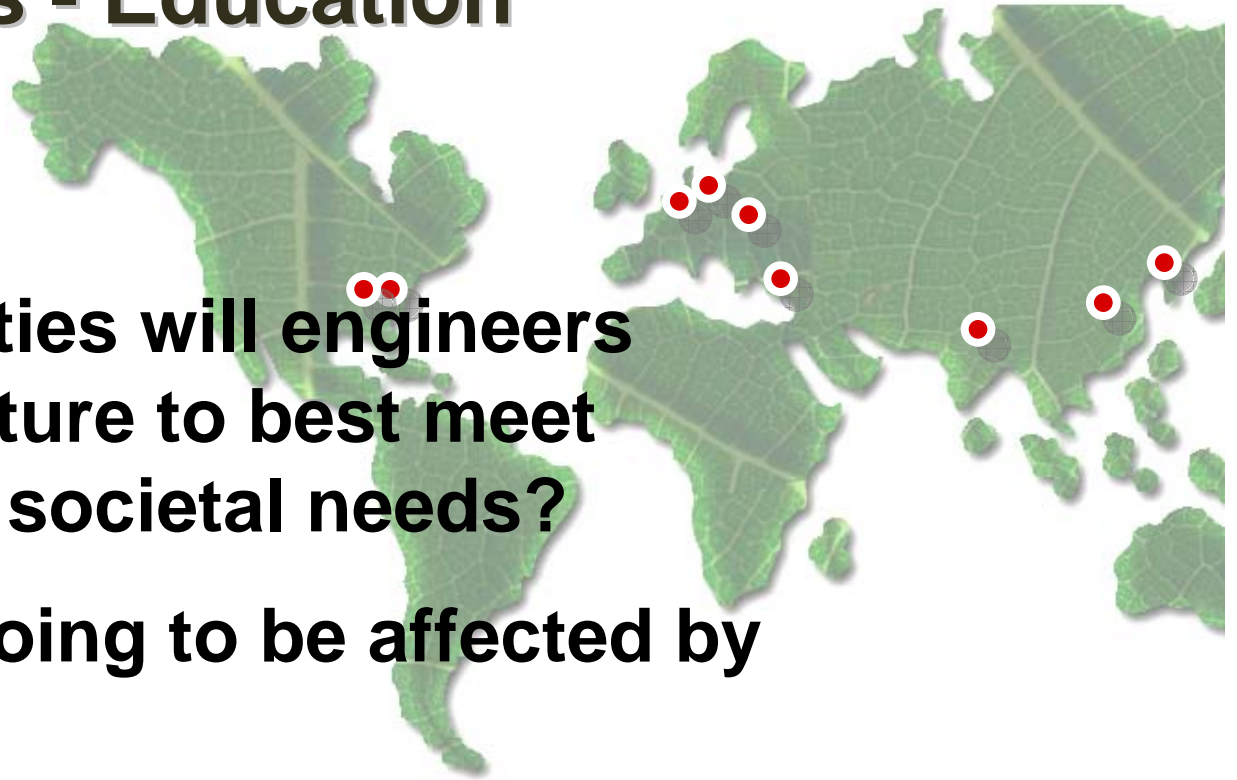 s - Education
ties will engineers
ture to best meet
societal needs?
oing to be affected by